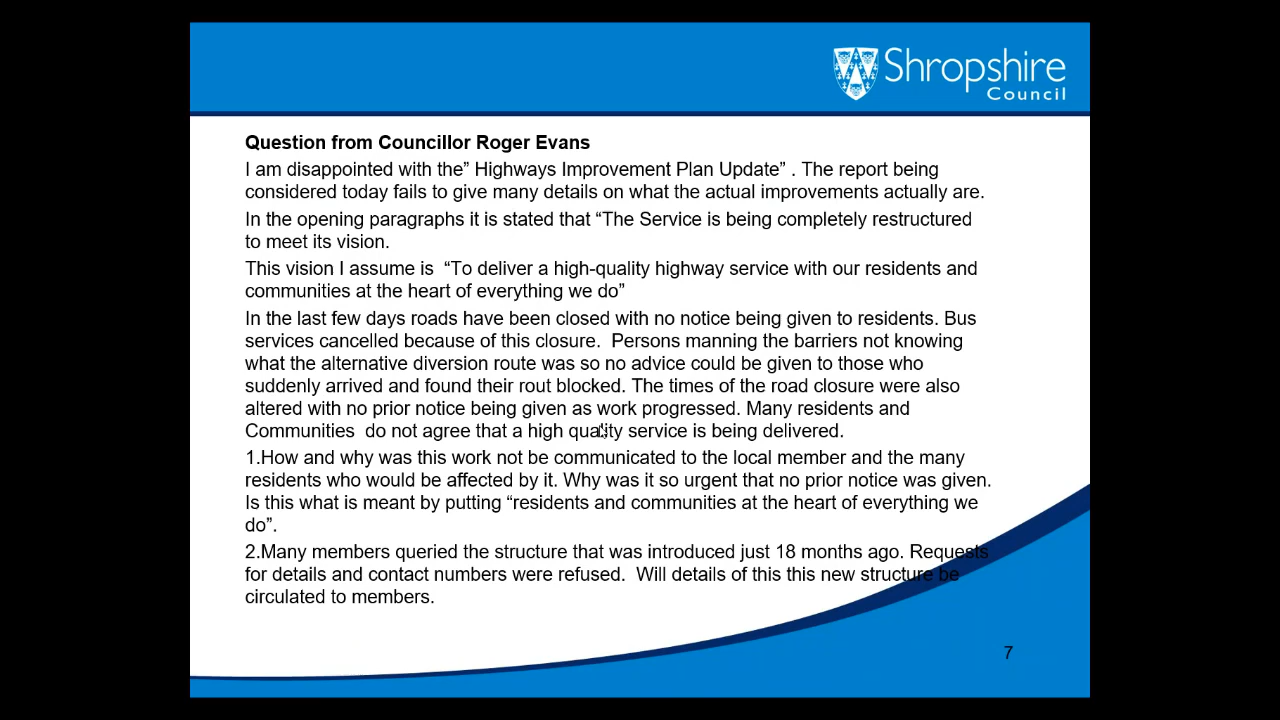 Shropshire
Council
Question from Councillor Roger Evans
I am disappointed with the” Highways Improvement Plan Update” . The report being
considered today fails to give many details on what the actual improvements actually are.
In the opening paragraphs it is stated that “The Service is being completely restructured
to meet its vision.
This vision I assume is “To deliver a high-quality highway service with our residents and
communities at the heart of everything we do”
In the last few days roads have been closed with no notice being given to residents. Bus
services cancelled because of this closure. Persons manning the barriers not knowing
what the alternative diversion route was so no advice could be given to those who
suddenly arrived and found their rout blocked. The times of the road closure were also
altered with no prior notice being given as work progressed. Many residents and
Communities do not agree that a high quality service is being delivered.
1.How and why was this work not be communicated to the local member and the many
residents who would be affected by it. Why was it so urgent that no prior notice was given.
Is this what is meant by putting “residents and communities at the heart of everything we
do”.
2.Many members queried the structure that was introduced just 18 months ago. Requests
for details and contact numbers were refused. Will details of this this new structure be
circulated to members.
7